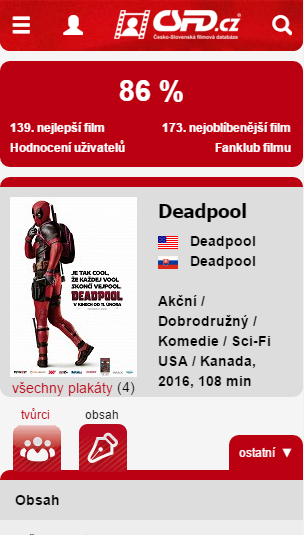 ČSFD.cz
Česko-Slovenská filmová databáze
86 %
139. nejlepší film
173. nejoblíbenější film
Hodnocení uživatelů
Fanklub filmu
Deadpool
Deadpool
Deadpool
JE TAK COOL,
ŽE KAŽDEJ VOOL
SKONČÍ VEJPOOL.
DEADPOOL
V KINECH OD 11. ÚNORA
Akční /
Dobrodružný /
Komedie / Sci-Fi
USA / Kanada,
2016, 108 min
všechny plakáty (4)
tvůrci
obsah
ostatní ▼
Obsah